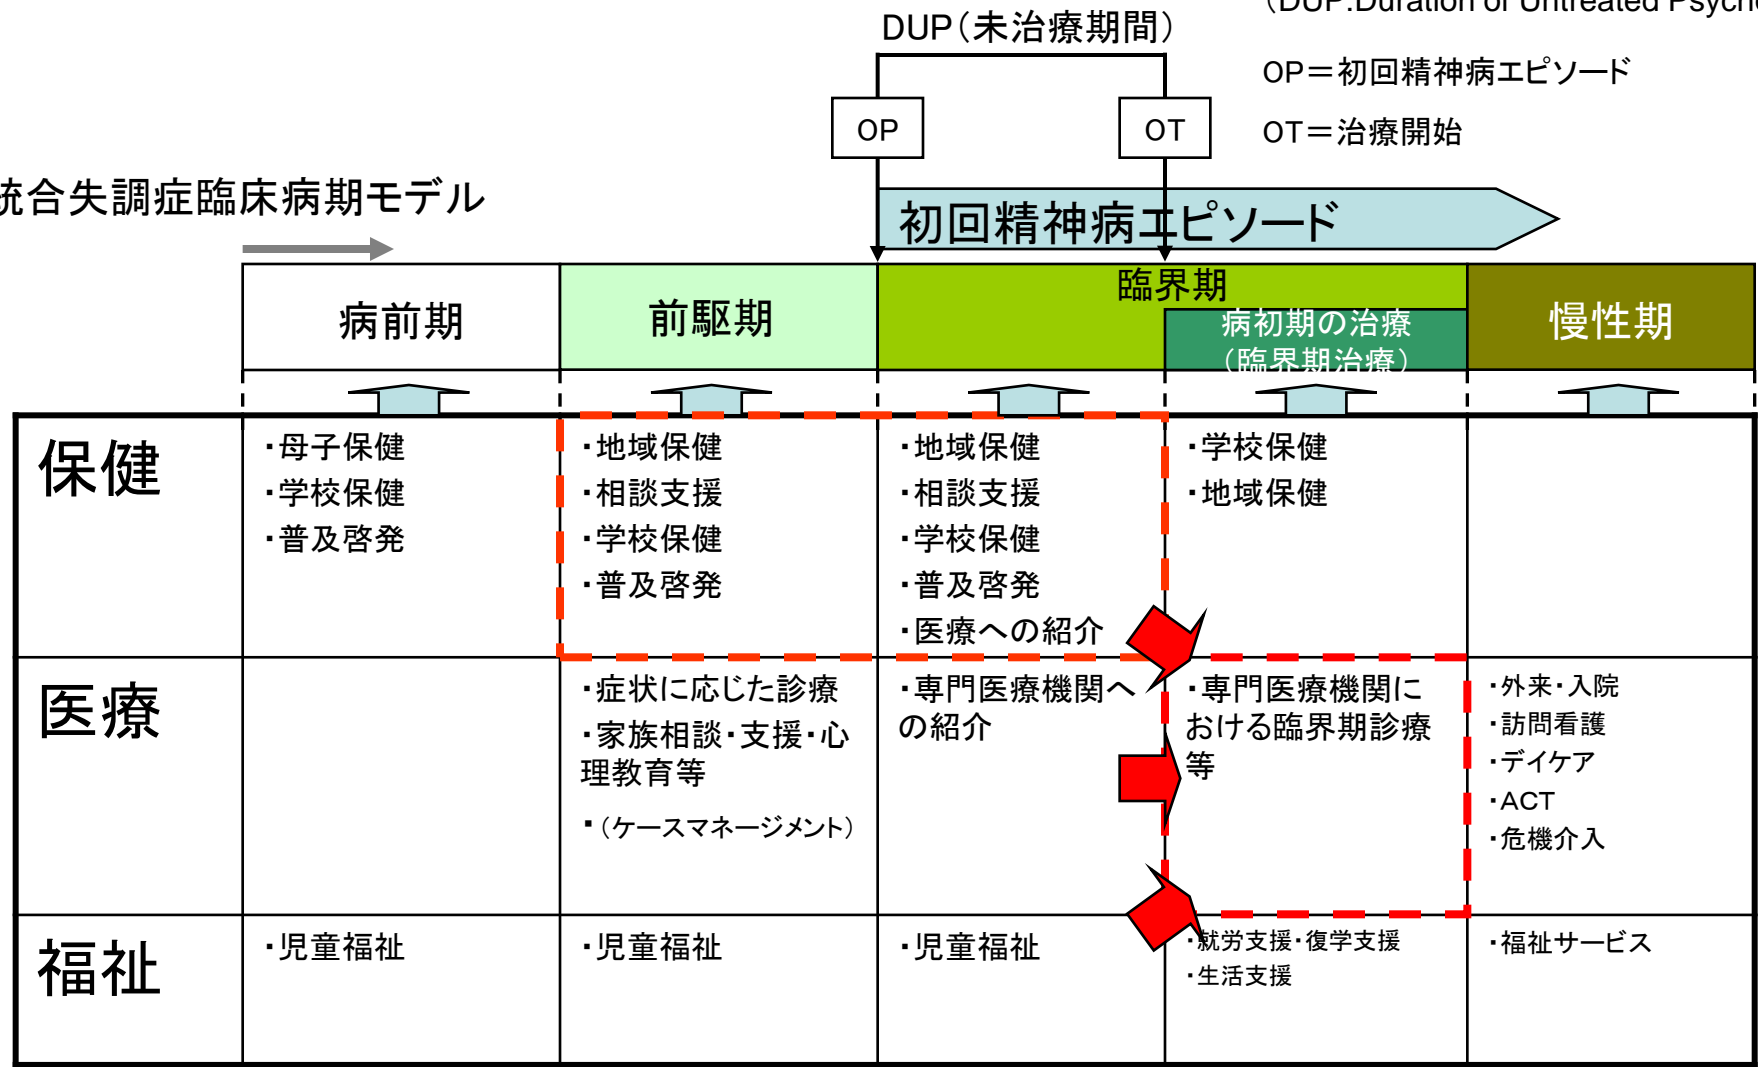 (DUP:Duration of Untreated
DUP(未治療期間)
OP=初回精神病エピソード
OP
OT
OT=治療開始
統合失調症臨床病期モデル
初回精神病エピソード
病前期
前駆期
臨界期
病初期の治療
(臨界期治療)
慢性期
保健
・母子保健
・学校保健
・普及啓発
・地域保健
・相談支援
・学校保健
・普及啓発
・地域保健
・相談支援
・学校保健
・普及啓発
・医療への紹介
・学校保健
・地域保健
医療
・症状に応じた診療
・家族相談・支援・心
理教育等
・(ケースマネージメント)
・専門医療機関へ
の紹介
・専門医療機関に
おける臨界期診療
等
・外来・入院
・訪問看護
・デイケア
・ACT
・危機介入
福祉
・児童福祉
・児童福祉
・児童福祉
・就労支援・復学支援
・生活支援
・福祉サービス